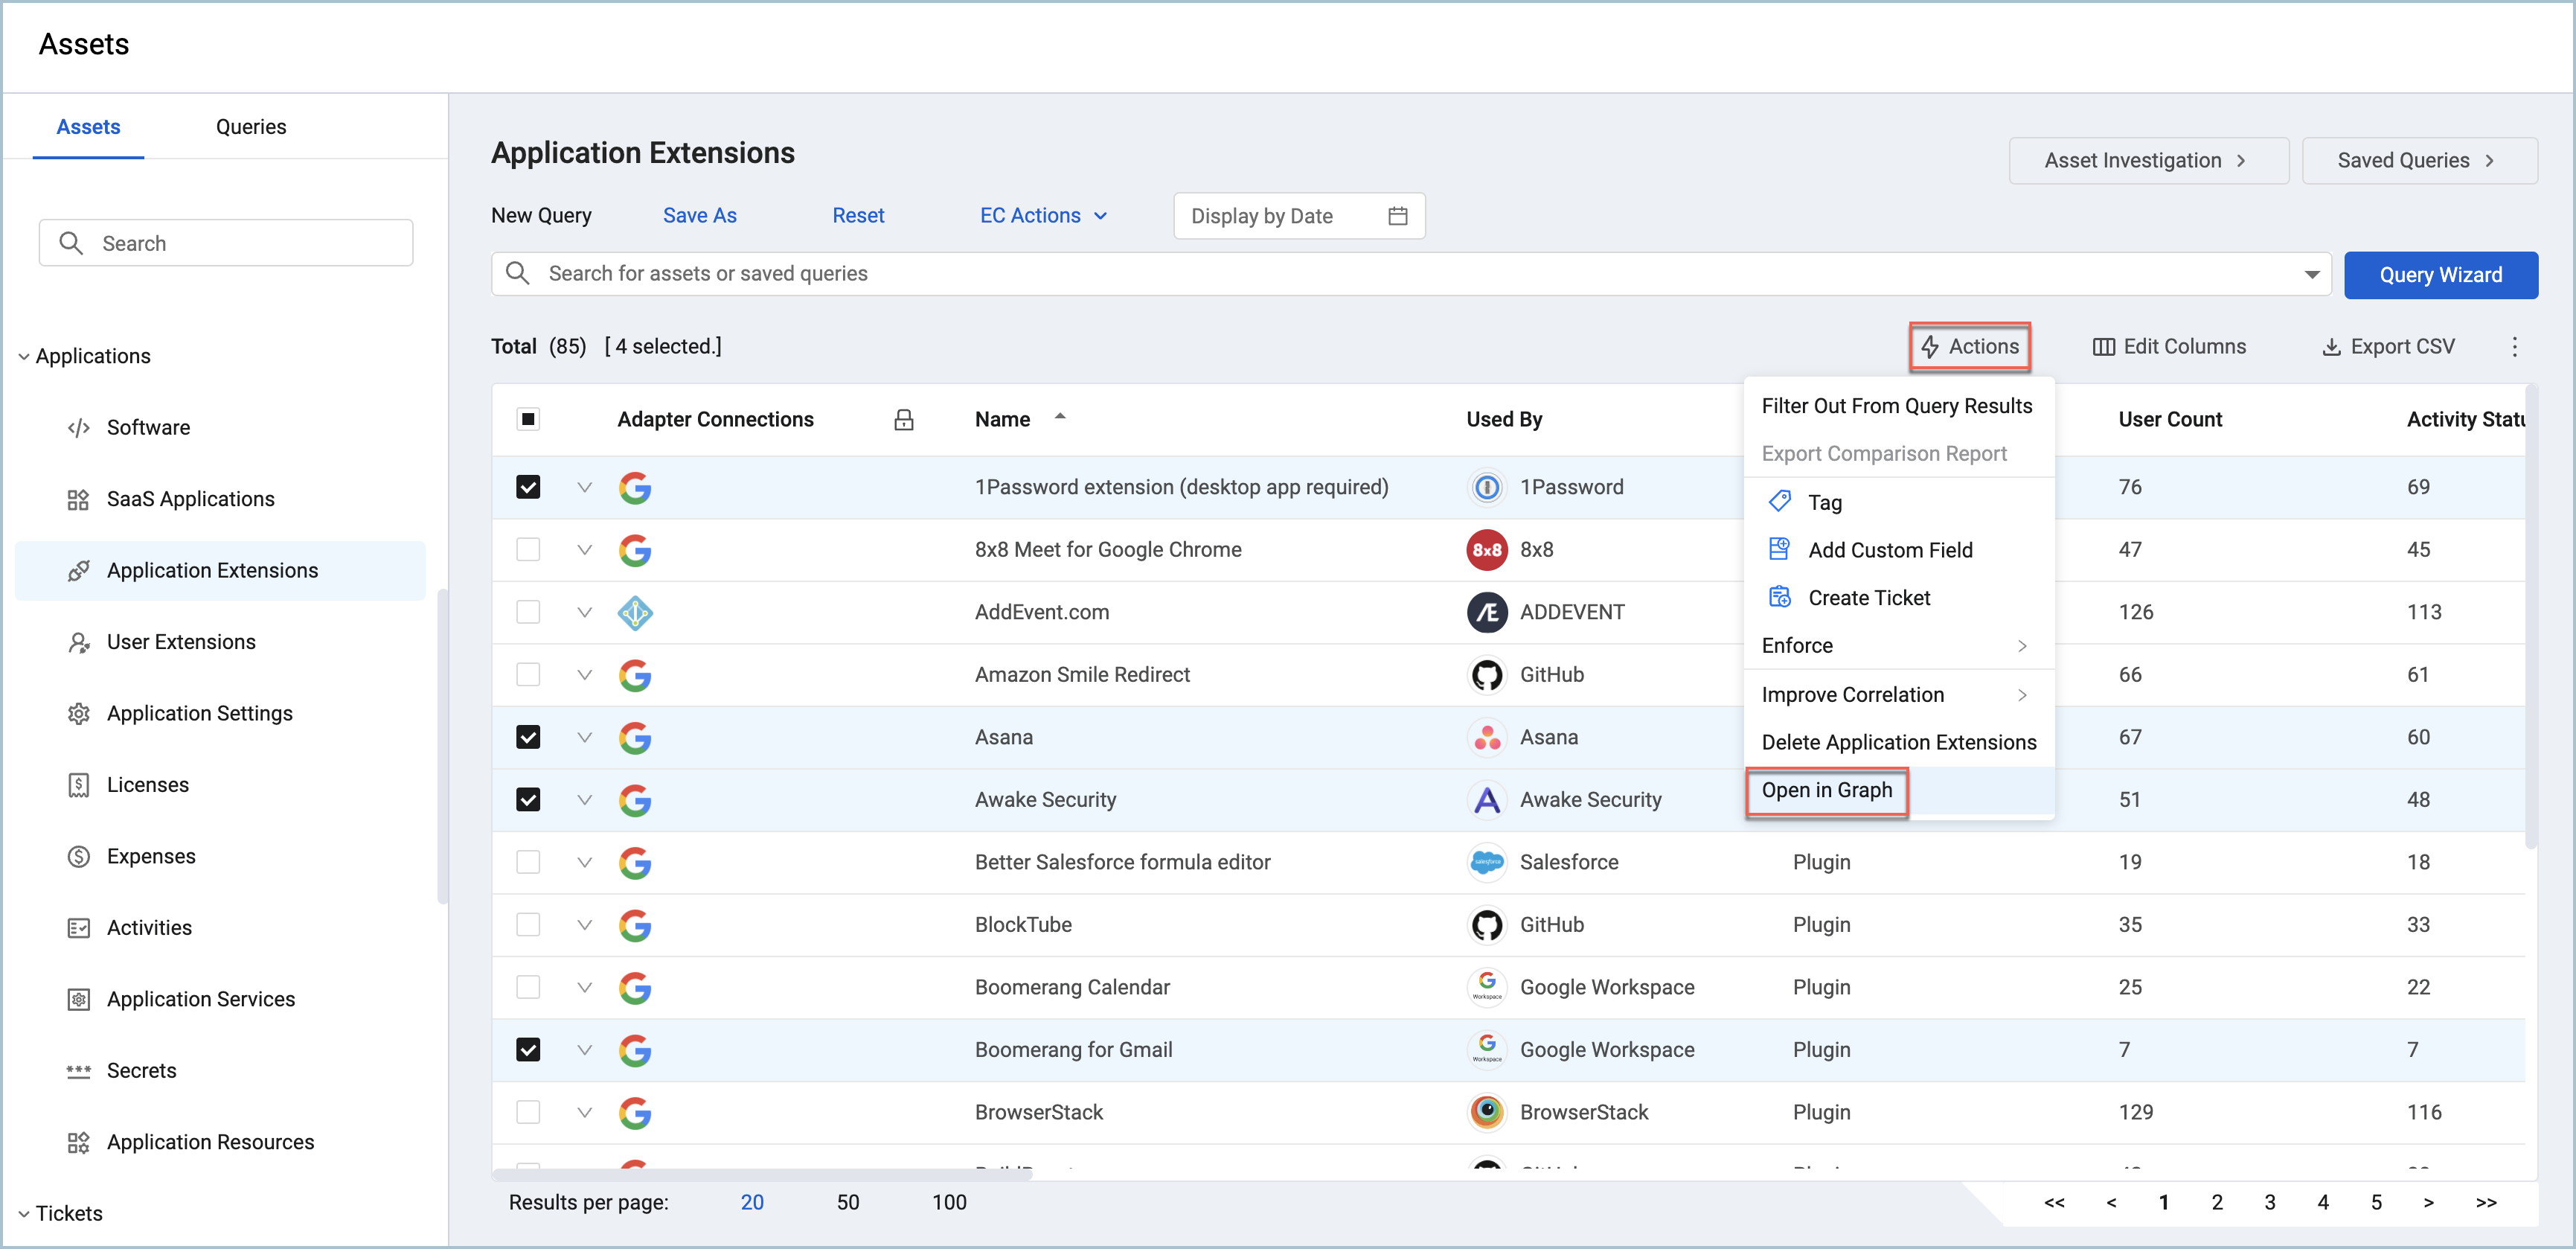 Assets
Assets
Queries
Search
Applications
Software
SaaS Applications
Application Extensions
User Extensions
Application Settings
Licenses
Expenses
Activities
Application Services
Secrets
Application Resources
Tickets
Application Extensions
Asset Investigation
Saved Queries
New Query
Save As
Reset
EC Actions
Display by Date
Search for assets or saved queries
Query Wizard
Total (85) [ 4 selected.]
Actions
Edit Columns
Export CSV
Adapter Connections
Name
Used By
User Count
Activity Statu
1Password extension (desktop app required) 1Password 76 69
8x8 Meet for Google Chrome 8x8 8x8 47 45
AddEvent.com Æ ADDEVENT 126 113
Amazon Smile Redirect GitHub 66 61
Asana Asana 67 60
Awake Security Awake Security 51 48
Better Salesforce formula editor salesforce Salesforce Plugin 19 18
BlockTube GitHub Plugin 35 33
Boomerang Calendar Workspace Google Workspace Plugin 25 22
Boomerang for Gmail Workspace Google Workspace Plugin 7 7
BrowserStack BrowserStack Plugin 129 116
Filter Out From Query Results
Export Comparison Report
Tag
Add Custom Field
Create Ticket
Enforce
Improve Correlation
Delete Application Extensions
Open in Graph
Results per page: 20 50 100
<< < 1 2 3 4 5 > >>